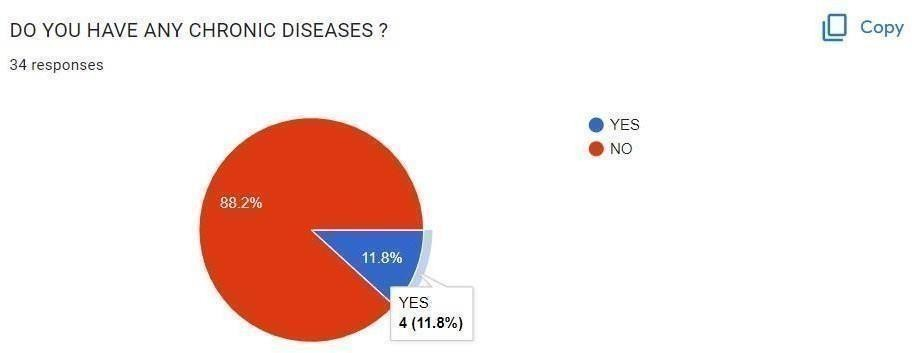 DO YOU HAVE ANY CHRONIC DISEASES ?
Copy
34 responses
YES
NO
88.2%
11.8%
YES
4 (11.8%)